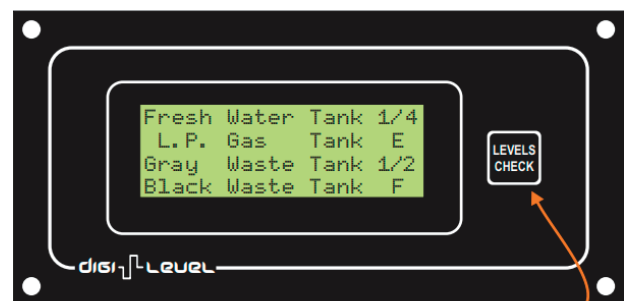 Fresh Water Tank 1/4
L.P. Gas Tank E
Gray Waste Tank 1/2
Black Waste Tank F
LEVELS
CHECK
DIGI LEVEL